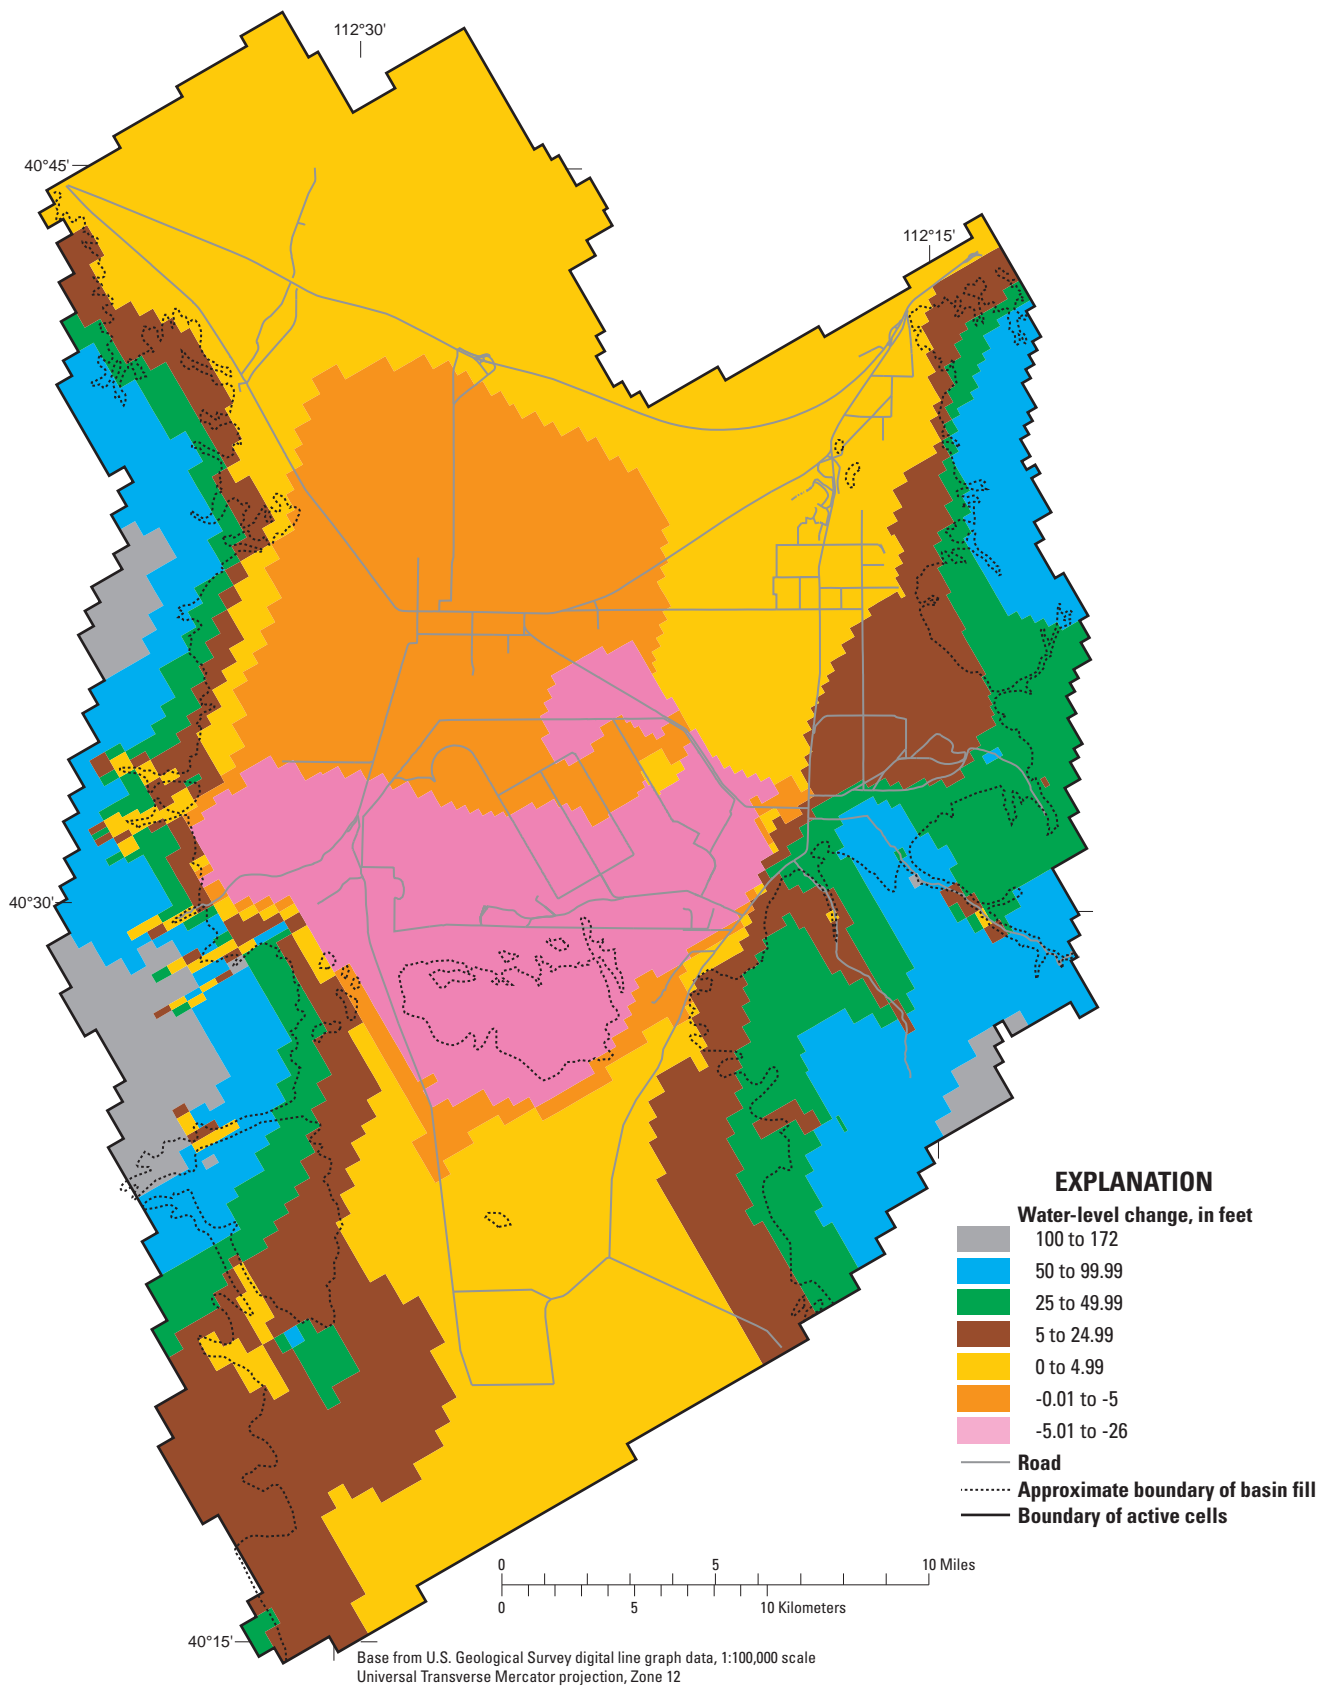 112°30'
40°45'
112°15'
40°30'
EXPLANATION
Water-level change, in feet
100 to 172
50 to 99.99
25 to 49.99
5 to 24.99
0 to 4.99
-0.01 to -5
-5.01 to -26
Road
Approximate boundary of basin fill
Boundary of active cells
0 5 10 Miles
0 5 10 Kilometers
40°15'
Base from U.S. Geological Survey digital line graph data, 1:100,000 scale
Universal Transverse Mercator projection, Zone 12